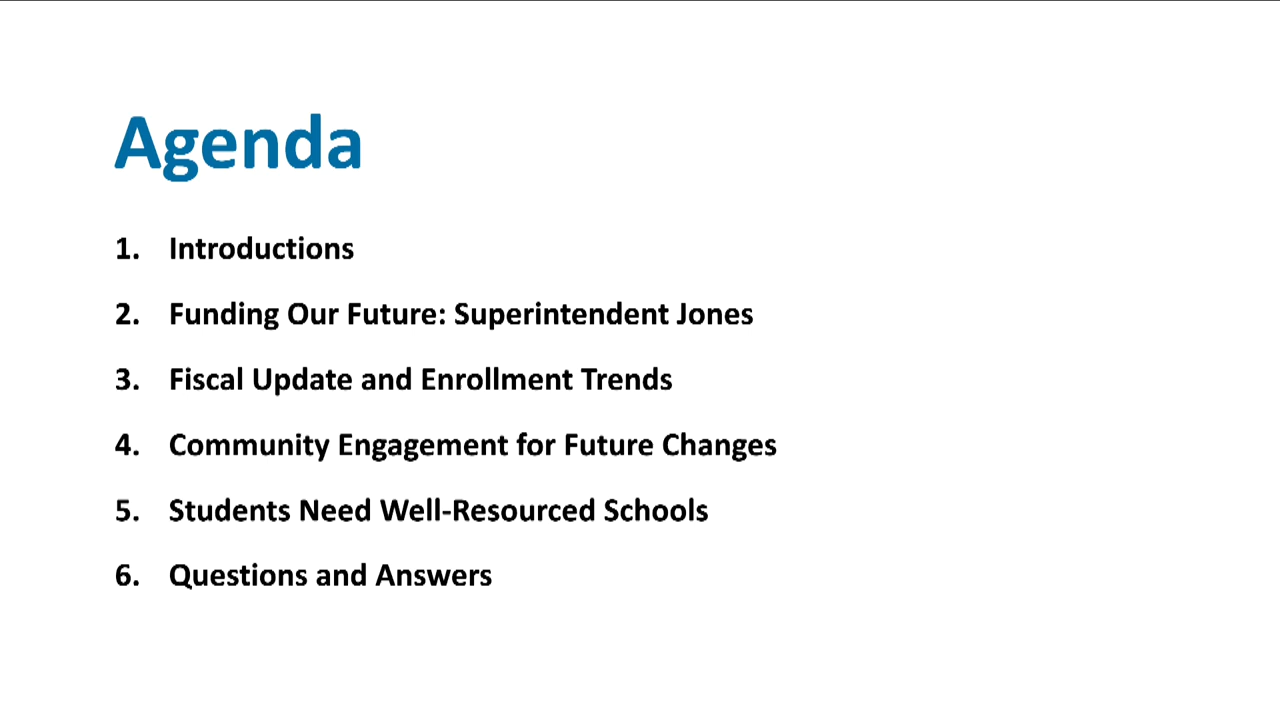 Agenda
1. Introductions
2. Funding Our Future: Superintendent Jones
3. Fiscal Update and Enrollment Trends
4. Community Engagement for Future Changes
5. Students Need Well-Resourced Schools
6. Questions and Answers